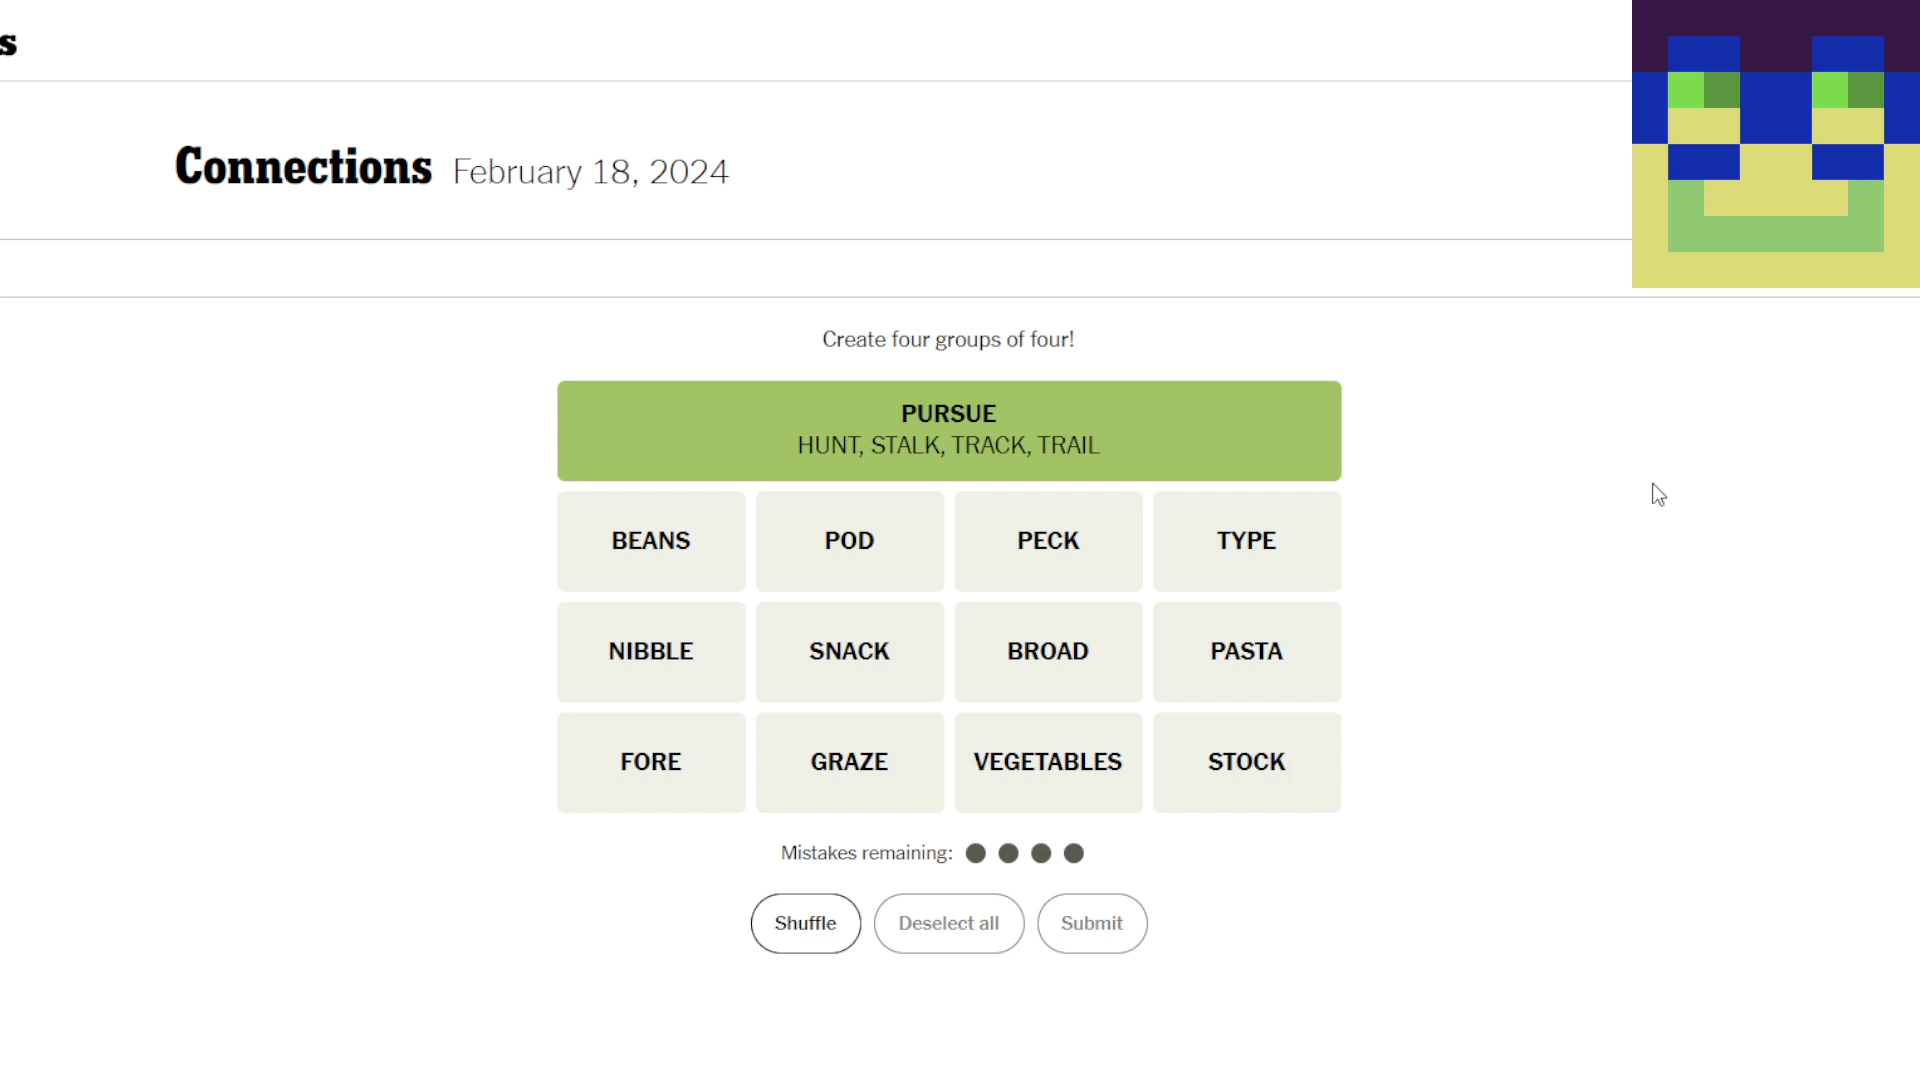 s
Connections February 18, 2024
Create four groups of four!
PURSUE
HUNT, STALK, TRACK, TRAIL
BEANS POD PECK TYPE
NIBBLE SNACK BROAD PASTA
FORE GRAZE VEGETABLES STOCK
Mistakes remaining:
Shuffle Deselect all Submit